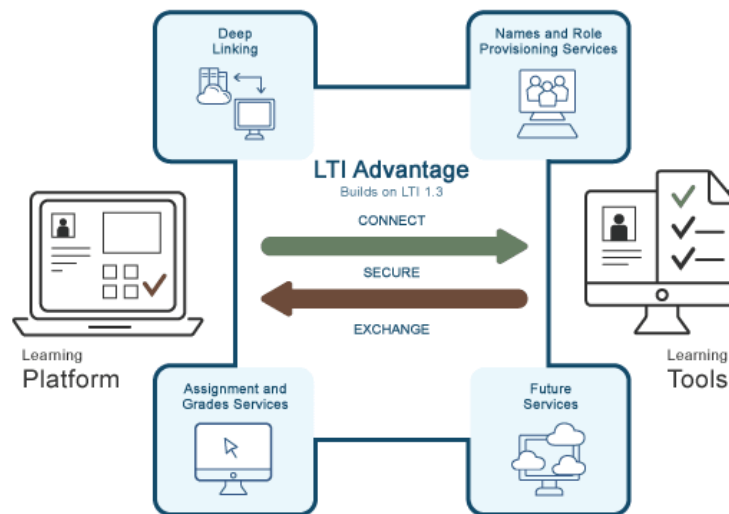 Deep
Linking
Names and Role
Provisioning Services
LTI Advantage
Builds on LTI 1.3
CONNECT
SECURE
EXCHANGE
Learning
Platform
Learning
Tools
Assignment and
Grades Services
Future
Services